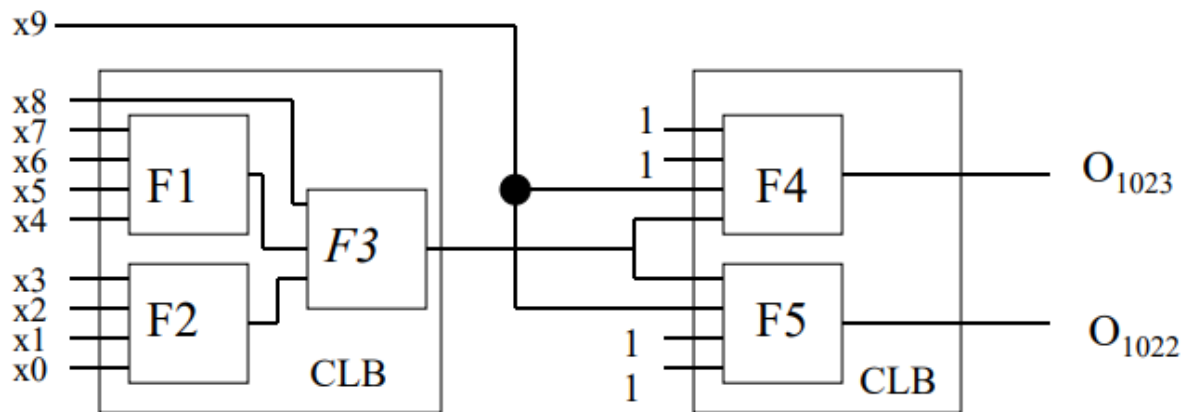 x9
x8
x7
x6
x5
x4
F1
F3
x3
x2
x1
x0
F2
CLB
1
1
F4
O1023
F5
1
1
O1022
CLB